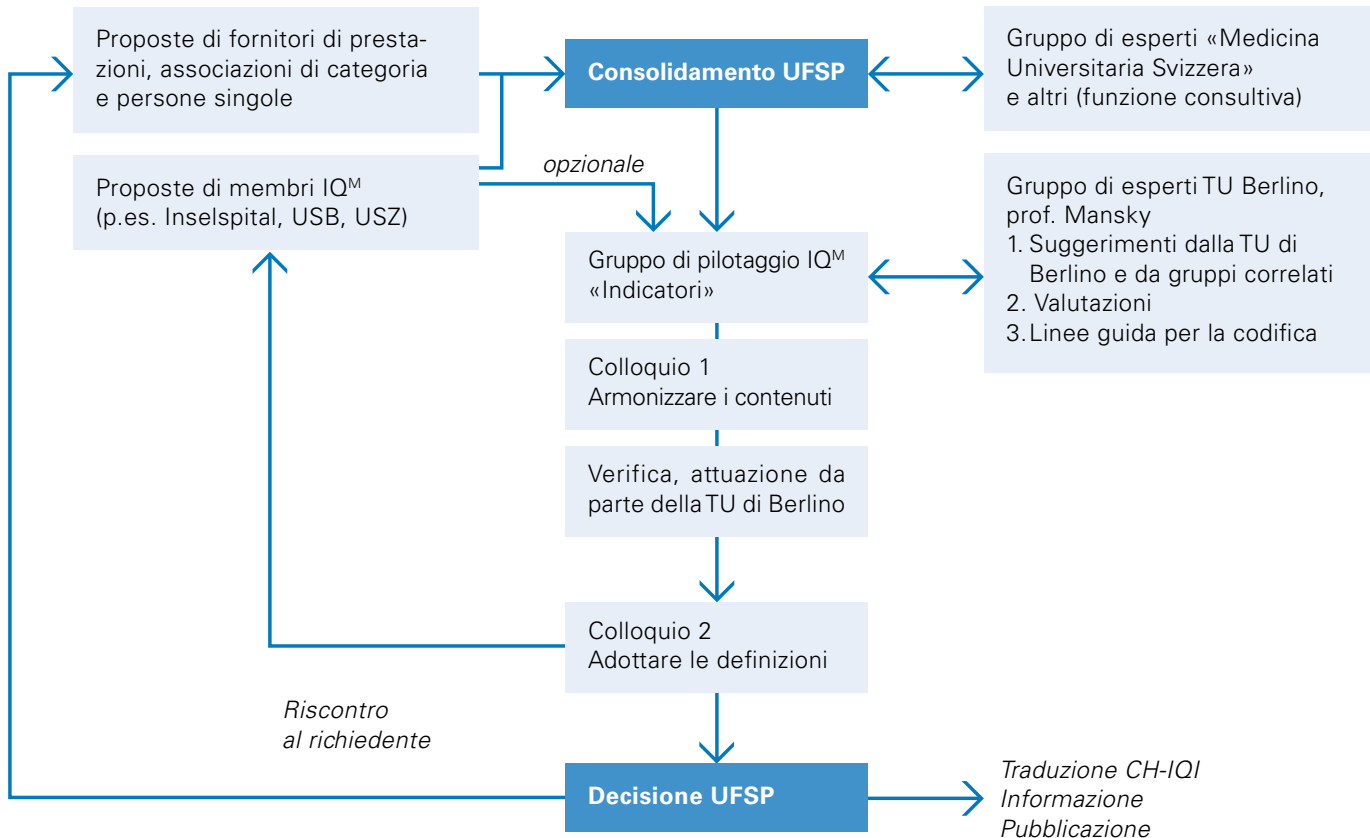 Proposte di fornitori di presta-
zioni, associazioni di categoria
e persone singole
Consolidamento UFSP
Gruppo di esperti «Medicina
Universitaria Svizzera»
e altri (funzione consultiva)
opzionale
Proposte di membri IQᴹ
(p.es. Inselspital, USB, USZ)
Gruppo di esperti TU Berlino,
prof. Mansky
1. Suggerimenti dalla TU di
Berlino e da gruppi correlati
2. Valutazioni
3. Linee guida per la codifica
Gruppo di pilotaggio IQᴹ
«Indicatori»
Colloquio 1
Armonizzare i contenuti
Verifica, attuazione da
parte della TU di Berlino
Colloquio 2
Adottare le definizioni
Riscontro
al richiedente
Decisione UFSP
Traduzione CH-IQI
Informazione
Pubblicazione